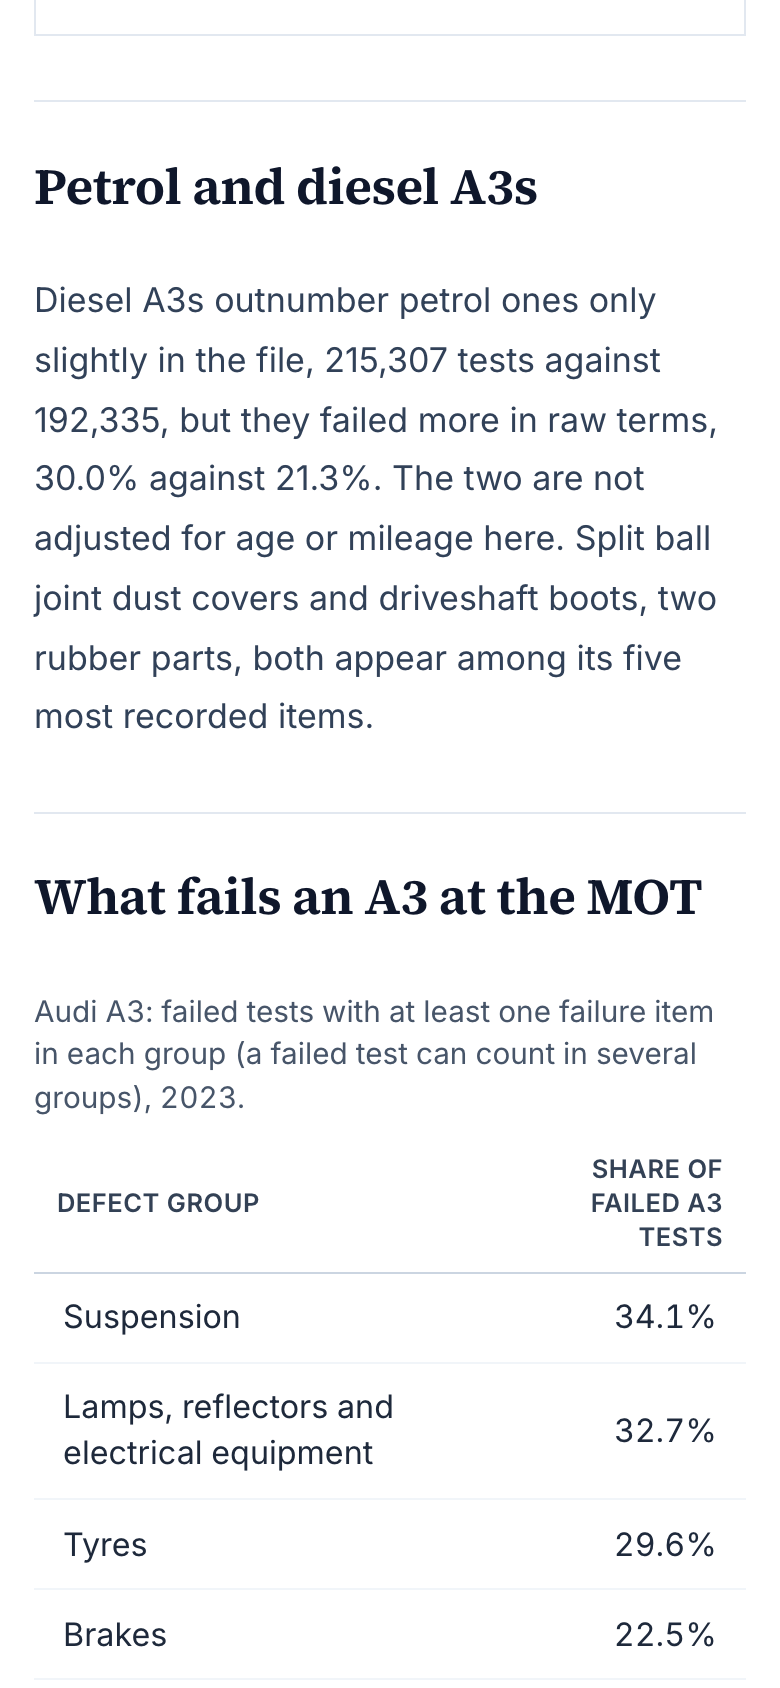 Petrol and diesel A3s
Diesel A3s outnumber petrol ones only
slightly in the file, 215,307 tests against
192,335, but they failed more in raw terms,
30.0% against 21.3%. The two are not
adjusted for age or mileage here. Split ball
joint dust covers and driveshaft boots, two
rubber parts, both appear among its five
most recorded items.
What fails an A3 at the MOT
Audi A3: failed tests with at least one failure item
in each group (a failed test can count in several
groups), 2023.
DEFECT GROUP
SHARE OF
FAILED A3
TESTS
Suspension 34.1%
Lamps, reflectors and
electrical equipment
32.7%
Tyres 29.6%
Brakes 22.5%